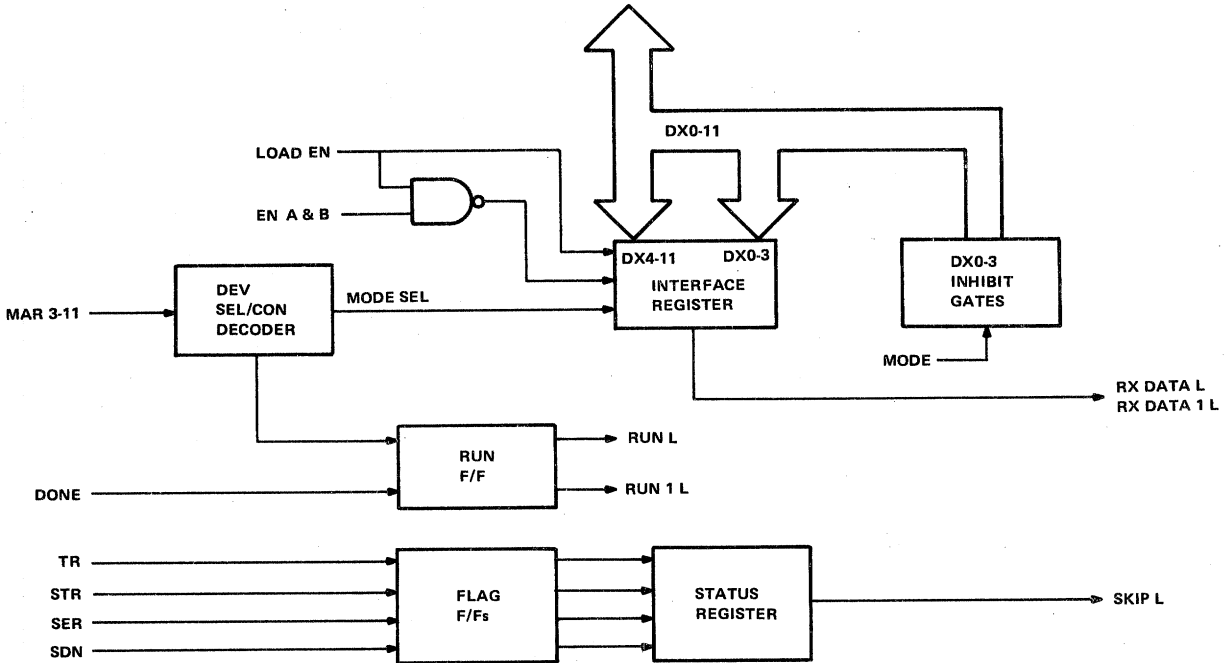 DX0-11
LOAD EN
EN A & B
DX4-11
DX0-3
INTERFACE
REGISTER
DX0-3
INHIBIT
GATES
DEV
SEL/CON
DECODER
MODE SEL
MAR 3-11
MODE
RX DATA L
RX DATA 1 L
RUN
F/F
RUN L
RUN 1 L
DONE
TR
STR
SER
SDN
FLAG
F/Fs
STATUS
REGISTER
SKIP L